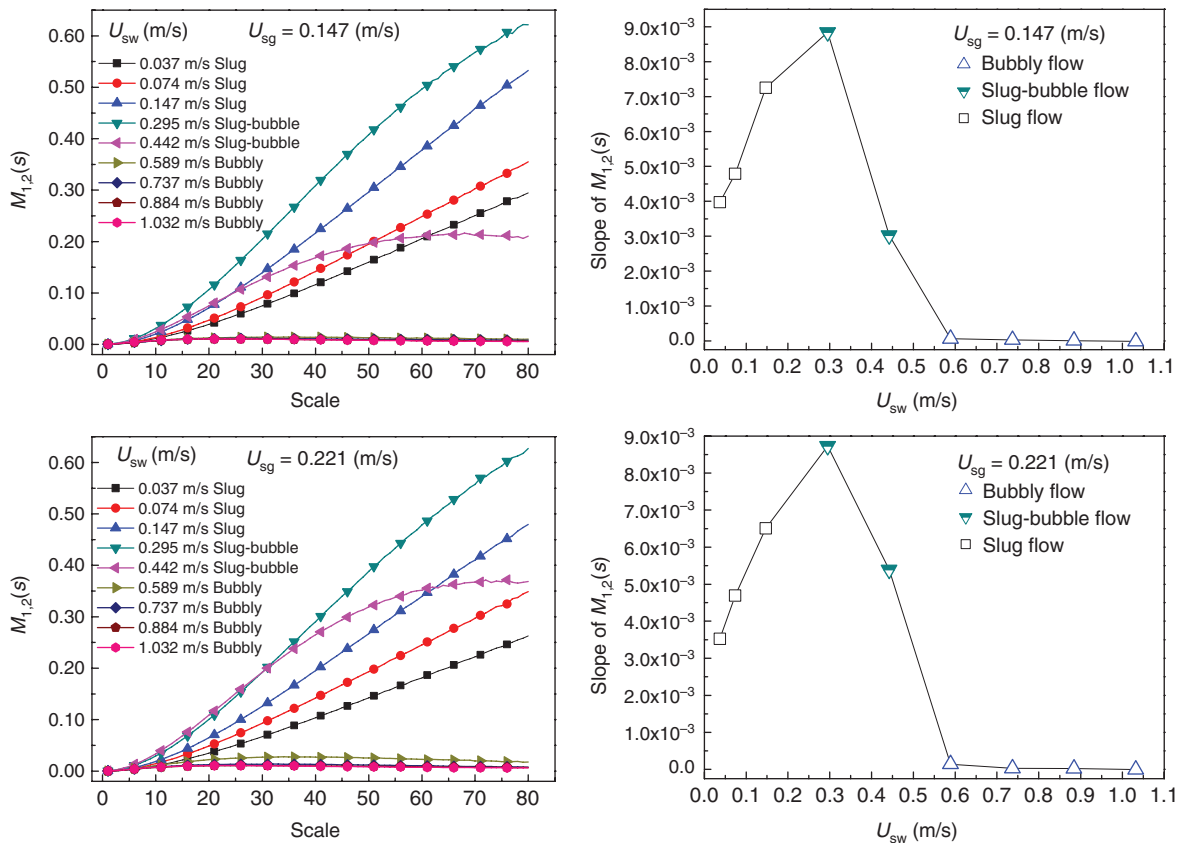 U_sw (m/s) U_sg = 0.147 (m/s)
0.037 m/s Slug
0.074 m/s Slug
0.147 m/s Slug
0.295 m/s Slug-bubble
0.442 m/s Slug-bubble
0.589 m/s Bubbly
0.737 m/s Bubbly
0.884 m/s Bubbly
1.032 m/s Bubbly
M_1,2(s)
0.60
0.50
0.40
0.30
0.20
0.10
0.00
0 10 20 30 40 50 60 70 80
Scale
U_sg = 0.147 (m/s)
Bubbly flow
Slug-bubble flow
Slug flow
Slope of M_1,2(s)
9.0x10⁻³
8.0x10⁻³
7.0x10⁻³
6.0x10⁻³
5.0x10⁻³
4.0x10⁻³
3.0x10⁻³
2.0x10⁻³
1.0x10⁻³
0.0
0.0 0.1 0.2 0.3 0.4 0.5 0.6 0.7 0.8 0.9 1.0 1.1
U_sw (m/s)
U_sw (m/s) U_sg = 0.221 (m/s)
0.037 m/s Slug
0.074 m/s Slug
0.147 m/s Slug
0.295 m/s Slug-bubble
0.442 m/s Slug-bubble
0.589 m/s Bubbly
0.737 m/s Bubbly
0.884 m/s Bubbly
1.032 m/s Bubbly
M_1,2(s)
0.60
0.50
0.40
0.30
0.20
0.10
0.00
0 10 20 30 40 50 60 70 80
Scale
U_sg = 0.221 (m/s)
Bubbly flow
Slug-bubble flow
Slug flow
Slope of M_1,2(s)
9.0x10⁻³
8.0x10⁻³
7.0x10⁻³
6.0x10⁻³
5.0x10⁻³
4.0x10⁻³
3.0x10⁻³
2.0x10⁻³
1.0x10⁻³
0.0
0.0 0.1 0.2 0.3 0.4 0.5 0.6 0.7 0.8 0.9 1.0 1.1
U_sw (m/s)